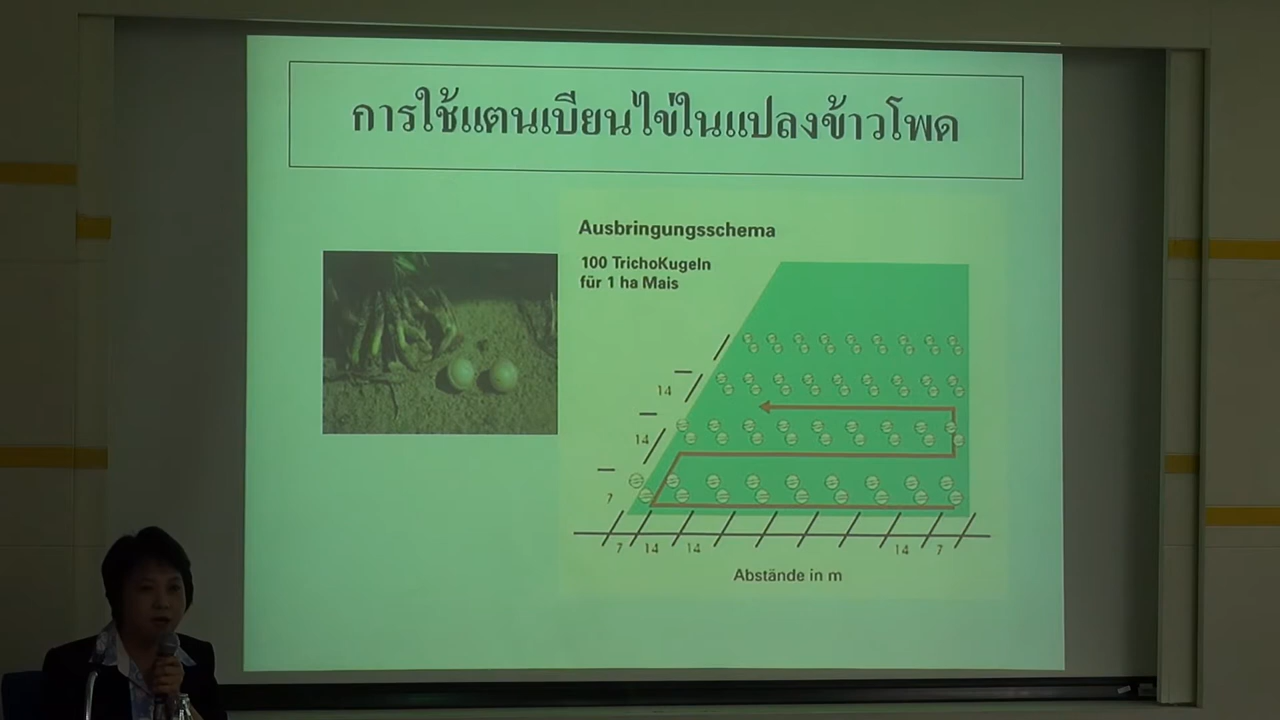 การใช้แตนเบียนไข่ในแปลงข้าวโพด
Ausbringungsschema
100 TrichoKugeln
für 1 ha Mais
14
14
7
7 14 14 14 7
Abstände in m